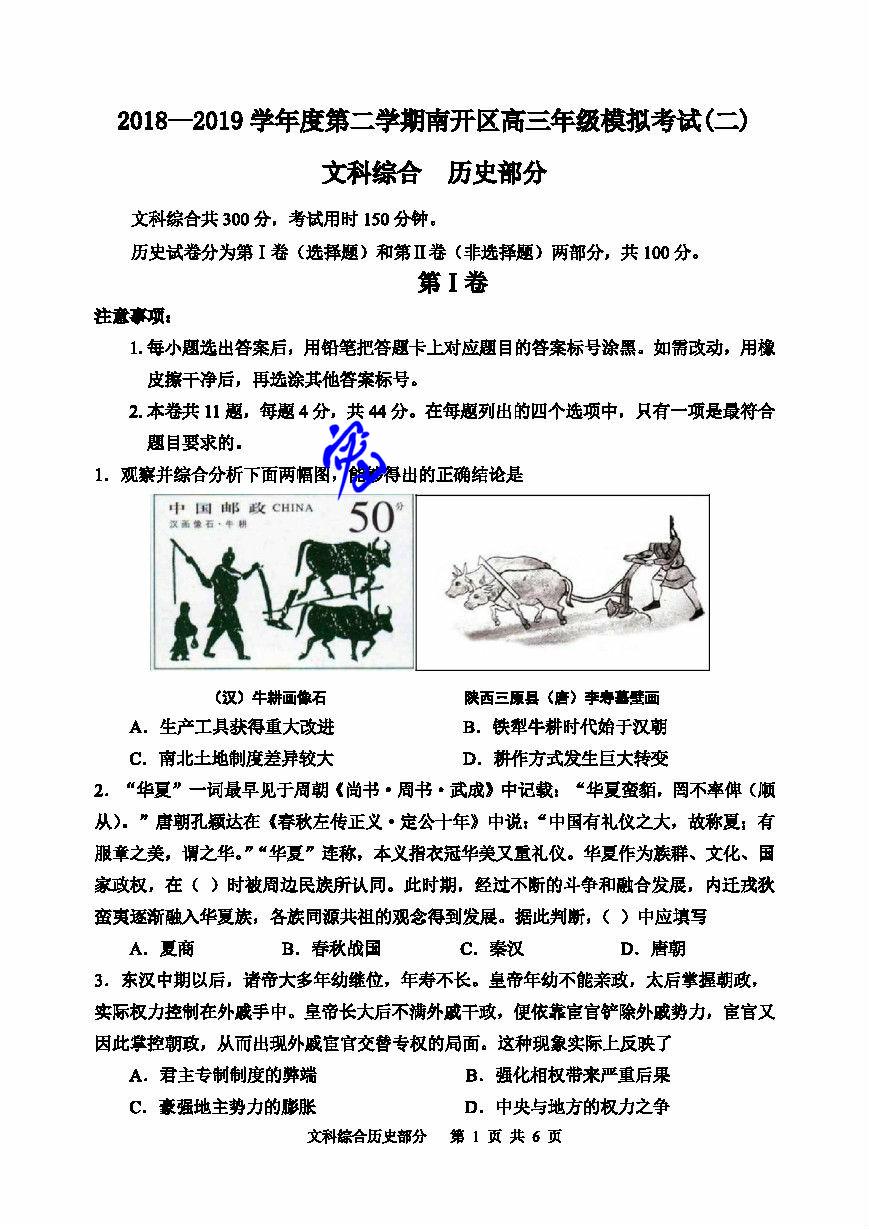 2018—2019 学年度第二学期南开区高三年级模拟考试(二)
文科综合 历史部分
文科综合共 300 分，考试用时 150 分钟。
历史试卷分为第Ⅰ卷（选择题）和第Ⅱ卷（非选择题）两部分，共 100 分。
第Ⅰ卷
注意事项：
1. 每小题选出答案后，用铅笔把答题卡上对应题目的答案标号涂黑。如需改动，用橡
皮擦干净后，再选涂其他答案标号。
2. 本卷共 11 题，每题 4 分，共 44 分。在每题列出的四个选项中，只有一项是最符合
题目要求的。
1．观察并综合分析下面两幅图，能够得出的正确结论是
中国邮政 CHINA 50分
汉画像石·牛耕
（汉）牛耕画像石 陕西三原县（唐）李寿墓壁画
A．生产工具获得重大改进 B．铁犁牛耕时代始于汉朝
C．南北土地制度差异较大 D．耕作方式发生巨大转变
2．“华夏”一词最早见于周朝《尚书·周书·武成》中记载：“华夏蛮貊，罔不率俾（顺
从）。”唐朝孔颖达在《春秋左传正义·定公十年》中说：“中国有礼仪之大，故称夏；有
服章之美，谓之华。”“华夏”连称，本义指衣冠华美又重礼仪。华夏作为族群、文化、国
家政权，在（ ）时被周边民族所认同。此时期，经过不断的斗争和融合发展，内迁戎狄
蛮夷逐渐融入华夏族，各族同源共祖的观念得到发展。据此判断，（ ）中应填写
A．夏商 B．春秋战国 C．秦汉 D．唐朝
3．东汉中期以后，诸帝大多年幼继位，年寿不长。皇帝年幼不能亲政，太后掌握朝政，
实际权力控制在外戚手中。皇帝长大后不满外戚干政，便依靠宦官铲除外戚势力，宦官又
因此掌控朝政，从而出现外戚宦官交替专权的局面。这种现象实际上反映了
A．君主专制制度的弊端 B．强化相权带来严重后果
C．豪强地主势力的膨胀 D．中央与地方的权力之争
文科综合历史部分 第 1 页 共 6 页